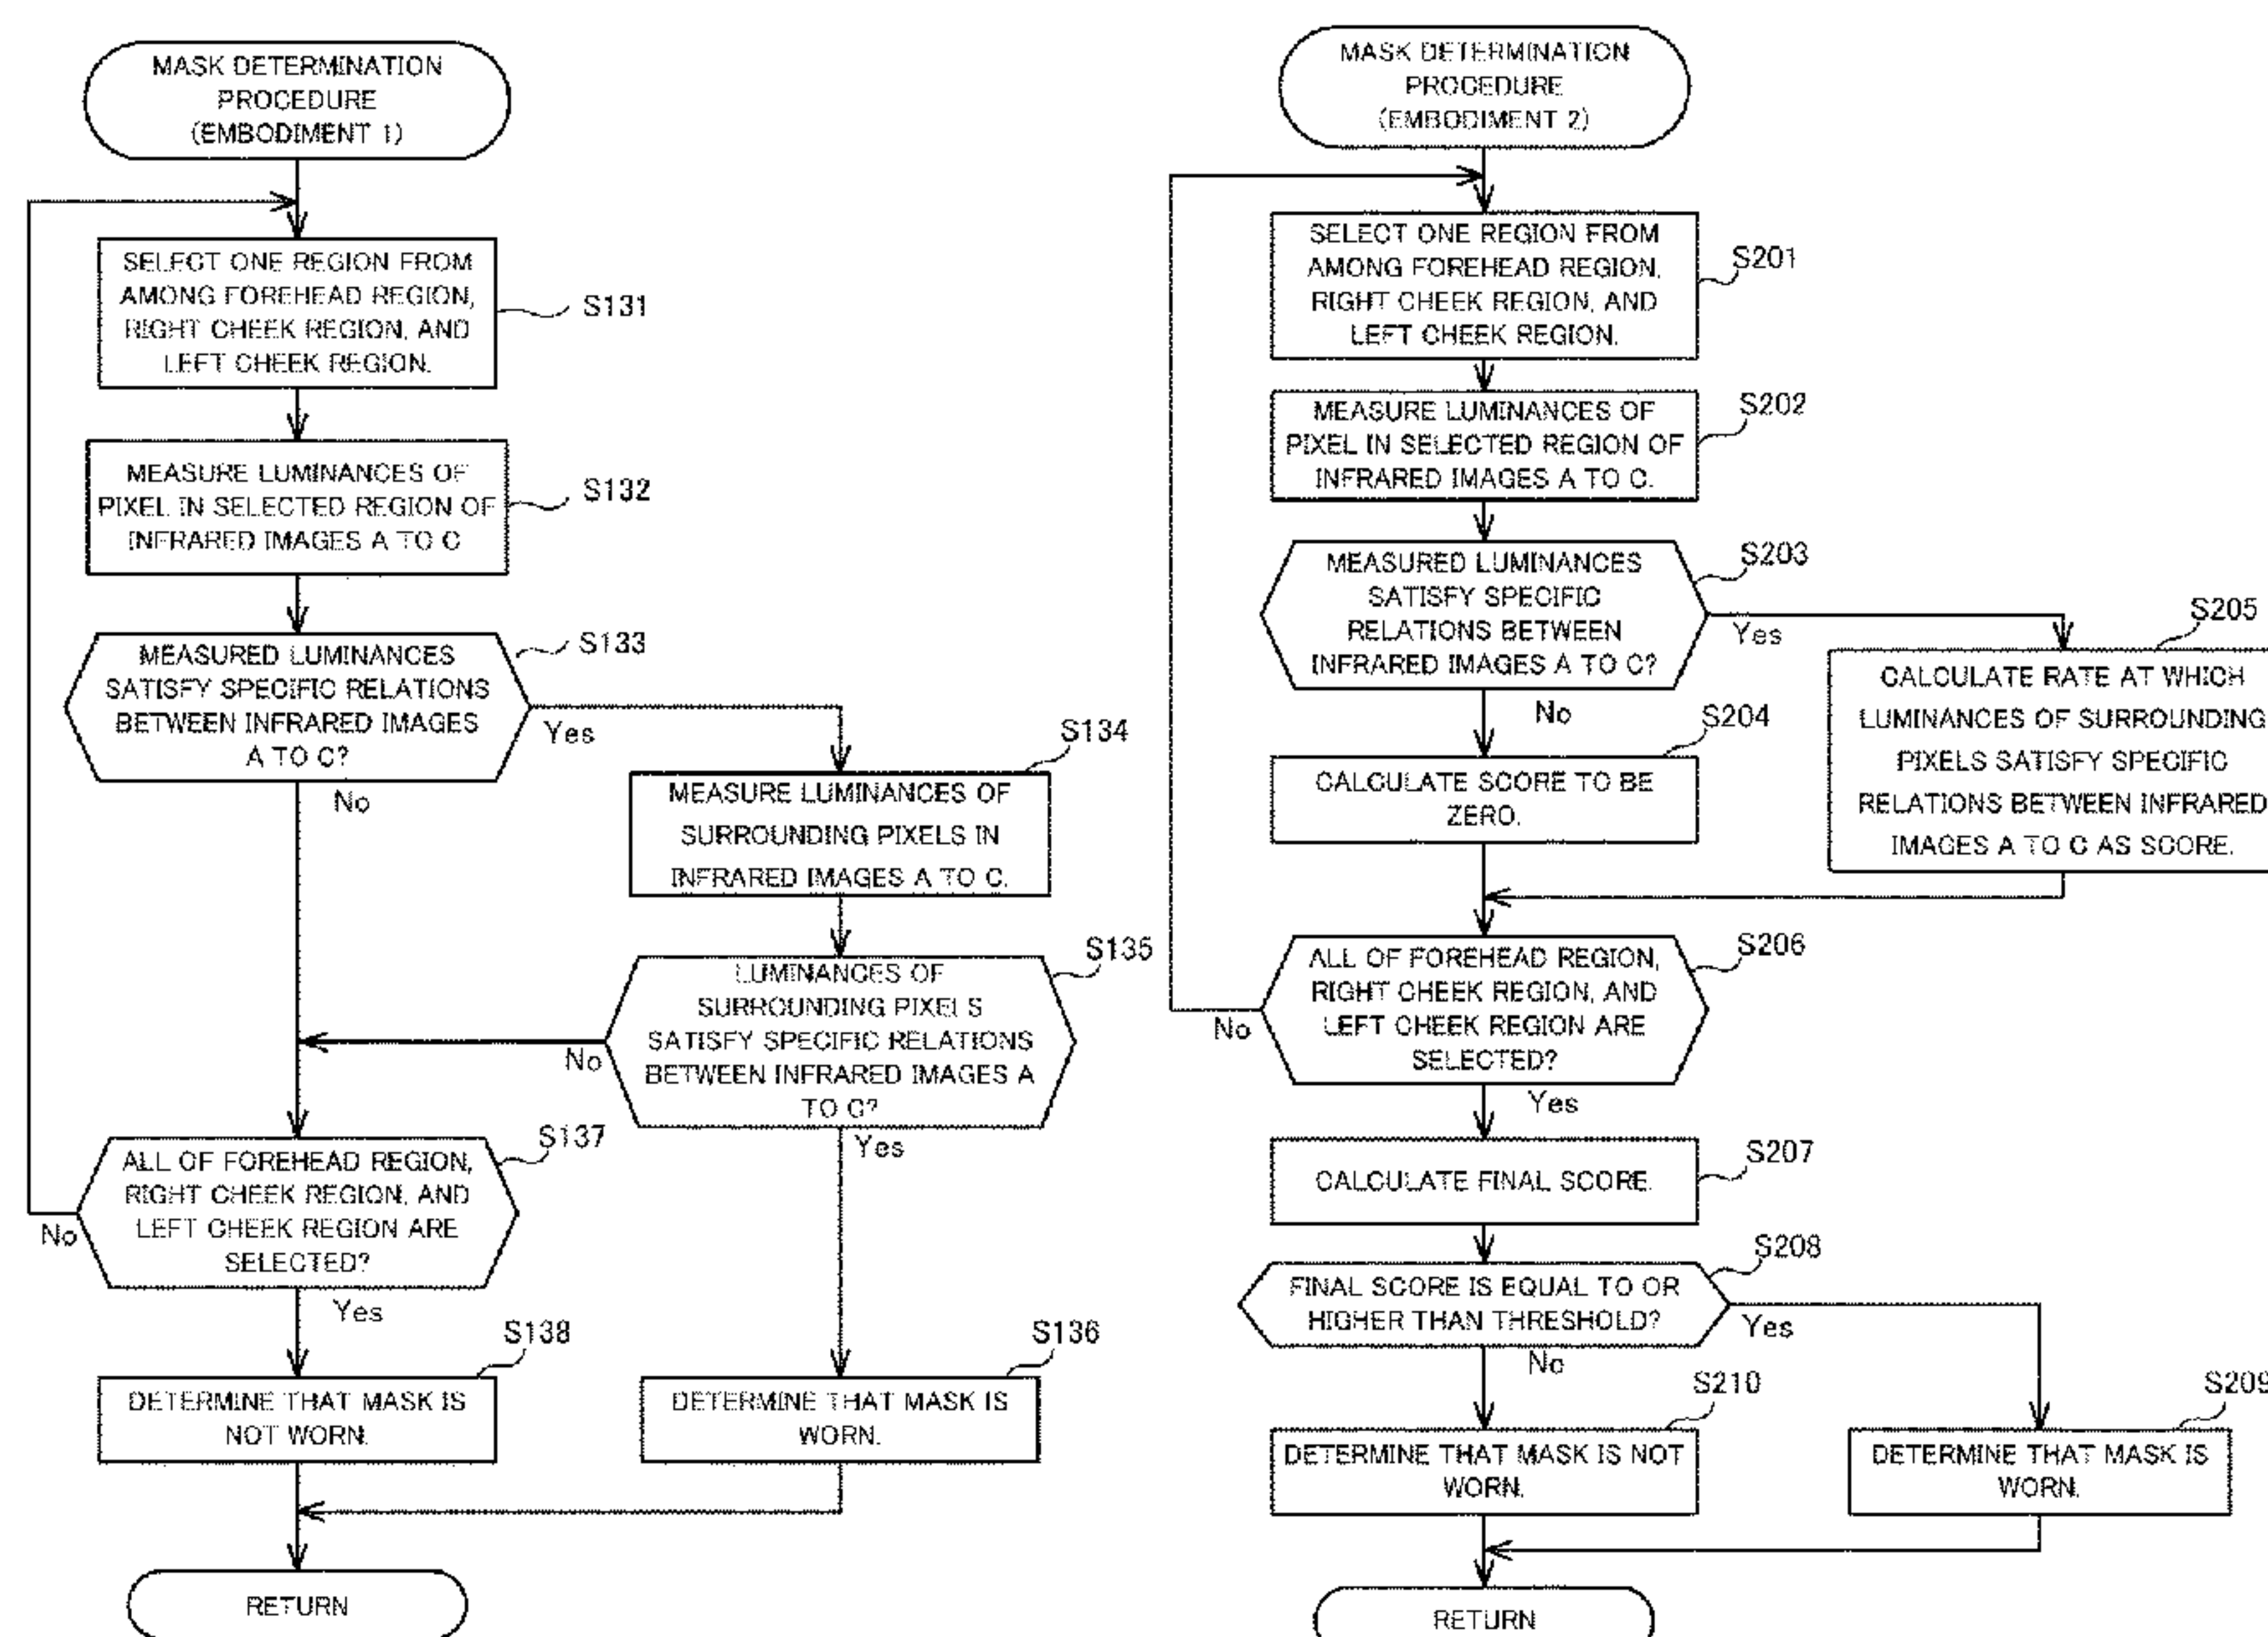 MASK DETERMINATION
PROCEDURE
(EMBODIMENT 1)
SELECT ONE REGION FROM
AMONG FOREHEAD REGION,
RIGHT CHEEK REGION, AND
LEFT CHEEK REGION.
S131
MEASURE LUMINANCES OF
PIXEL IN SELECTED REGION OF
INFRARED IMAGES A TO C
S132
MEASURED LUMINANCES
SATISFY SPECIFIC RELATIONS
BETWEEN INFRARED IMAGES
A TO C?
S133
Yes
No
S134
MEASURE LUMINANCES OF
SURROUNDING PIXELS IN
INFRARED IMAGES A TO C.
S135
LUMINANCES OF
SURROUNDING PIXELS
SATISFY SPECIFIC RELATIONS
BETWEEN INFRARED IMAGES A
TO C?
No
Yes
S137
ALL OF FOREHEAD REGION,
RIGHT CHEEK REGION, AND
LEFT CHEEK REGION ARE
SELECTED?
No
Yes
S138
DETERMINE THAT MASK IS
NOT WORN.
S136
DETERMINE THAT MASK IS
WORN.
RETURN
MASK DETERMINATION
PROCEDURE
(EMBODIMENT 2)
SELECT ONE REGION FROM
AMONG FOREHEAD REGION,
RIGHT CHEEK REGION, AND
LEFT CHEEK REGION.
S201
MEASURE LUMINANCES OF
PIXEL IN SELECTED REGION OF
INFRARED IMAGES A TO C.
S202
MEASURED LUMINANCES
SATISFY SPECIFIC
RELATIONS BETWEEN
INFRARED IMAGES A TO C?
S203
Yes
No
S204
CALCULATE SCORE TO BE
ZERO.
S205
CALCULATE RATE AT WHICH
LUMINANCES OF SURROUNDING
PIXELS SATISFY SPECIFIC
RELATIONS BETWEEN INFRARED
IMAGES A TO C AS SCORE.
S206
ALL OF FOREHEAD REGION,
RIGHT CHEEK REGION, AND
LEFT CHEEK REGION ARE
SELECTED?
No
Yes
S207
CALCULATE FINAL SCORE.
S208
FINAL SCORE IS EQUAL TO OR
HIGHER THAN THRESHOLD?
Yes
No
S210
DETERMINE THAT MASK IS NOT
WORN.
S209
DETERMINE THAT MASK IS
WORN.
RETURN